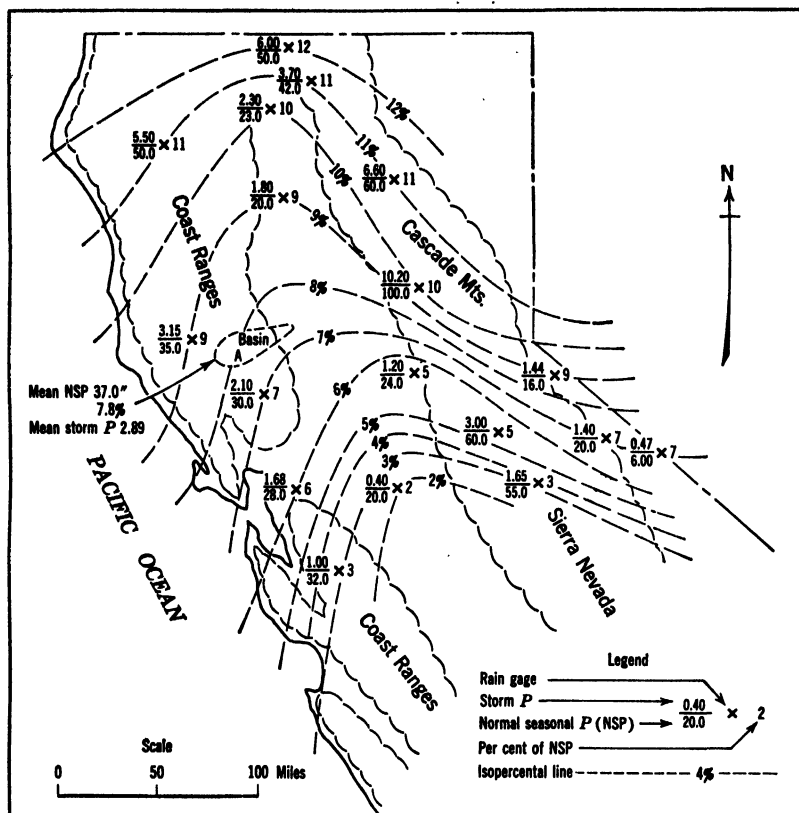 6.00
50.0 × 12
3.70
42.0 × 11
2.30
23.0 × 10
12%
5.50
50.0 × 11
11%
6.60
60.0 × 11
10%
N
1.80
20.0 × 9
9%
Coast Ranges
Cascade Mts.
10.20
100.0 × 10
8%
3.15
35.0 × 9
Basin
A
7%
1.20
24.0 × 5
1.44
16.0 × 9
Mean NSP 37.0"
7.8%
Mean storm P 2.89
2.10
30.0 × 7
6%
5%
3.00
60.0 × 5
1.40
20.0 × 7
0.47
6.00 × 7
4%
3%
1.68
28.0 × 6
0.40
20.0 × 2
2%
1.65
55.0 × 3
PACIFIC OCEAN
Sierra Nevada
1.00
32.0 × 3
Coast Ranges
Legend
Rain gage
Storm P
Normal seasonal P (NSP)
0.40
20.0 × 2
Per cent of NSP
Isopercental line 4%
Scale
0 50 100 Miles